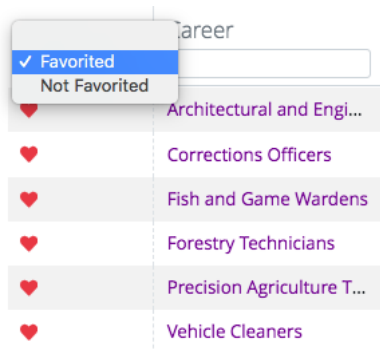 Career
✓ Favorited
Not Favorited
Architectural and Engi...
Corrections Officers
Fish and Game Wardens
Forestry Technicians
Precision Agriculture T...
Vehicle Cleaners